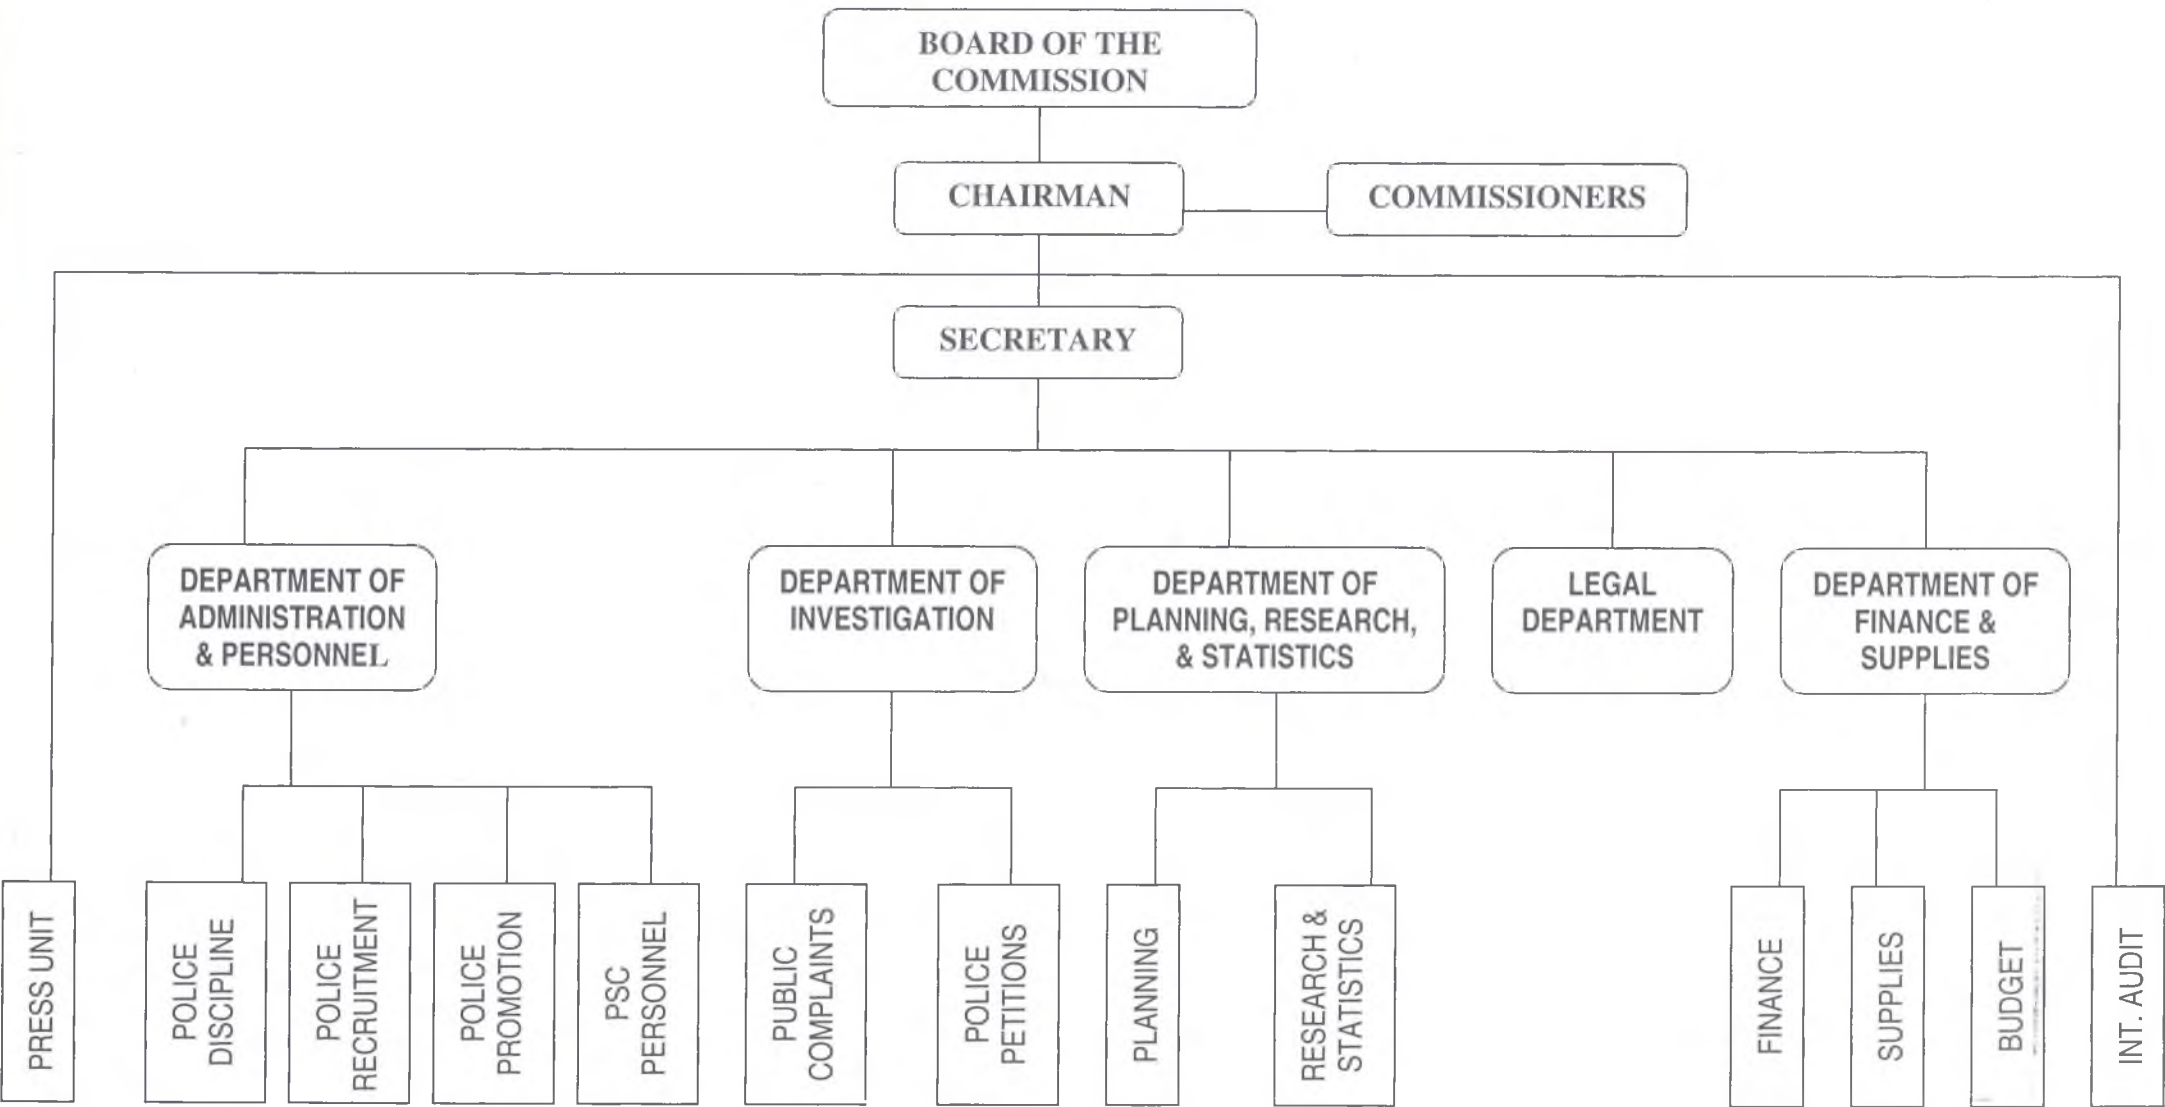 BOARD OF THE
COMMISSION
CHAIRMAN
COMMISSIONERS
SECRETARY
DEPARTMENT OF
ADMINISTRATION
& PERSONNEL
DEPARTMENT OF
INVESTIGATION
DEPARTMENT OF
PLANNING, RESEARCH,
& STATISTICS
LEGAL
DEPARTMENT
DEPARTMENT OF
FINANCE &
SUPPLIES
PRESS UNIT
POLICE
DISCIPLINE
POLICE
RECRUITMENT
POLICE
PROMOTION
PSC
PERSONNEL
PUBLIC
COMPLAINTS
POLICE
PETITIONS
PLANNING
RESEARCH &
STATISTICS
FINANCE
SUPPLIES
BUDGET
INT. AUDIT